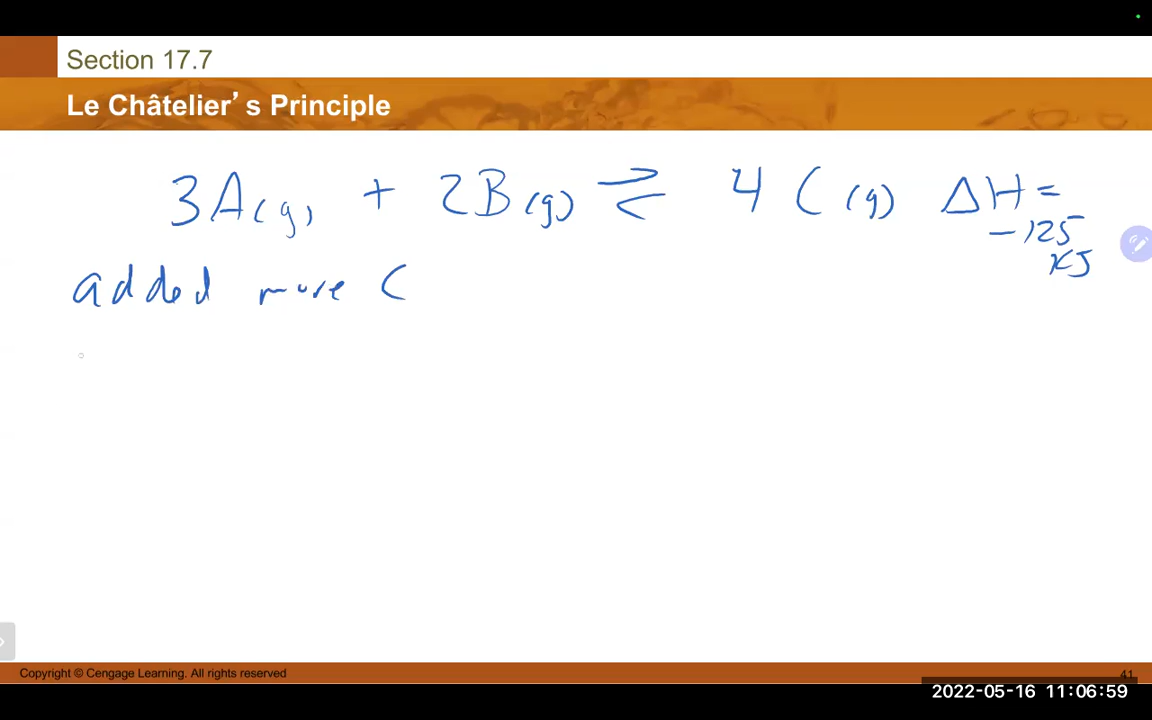 Section 17.7
Le Châtelier’s Principle
3A(g) + 2B(g) ⇌ 4C(g) ΔH =
-125
KJ
added more C
Copyright © Cengage Learning. All rights reserved
41
2022-05-16 11:06:59